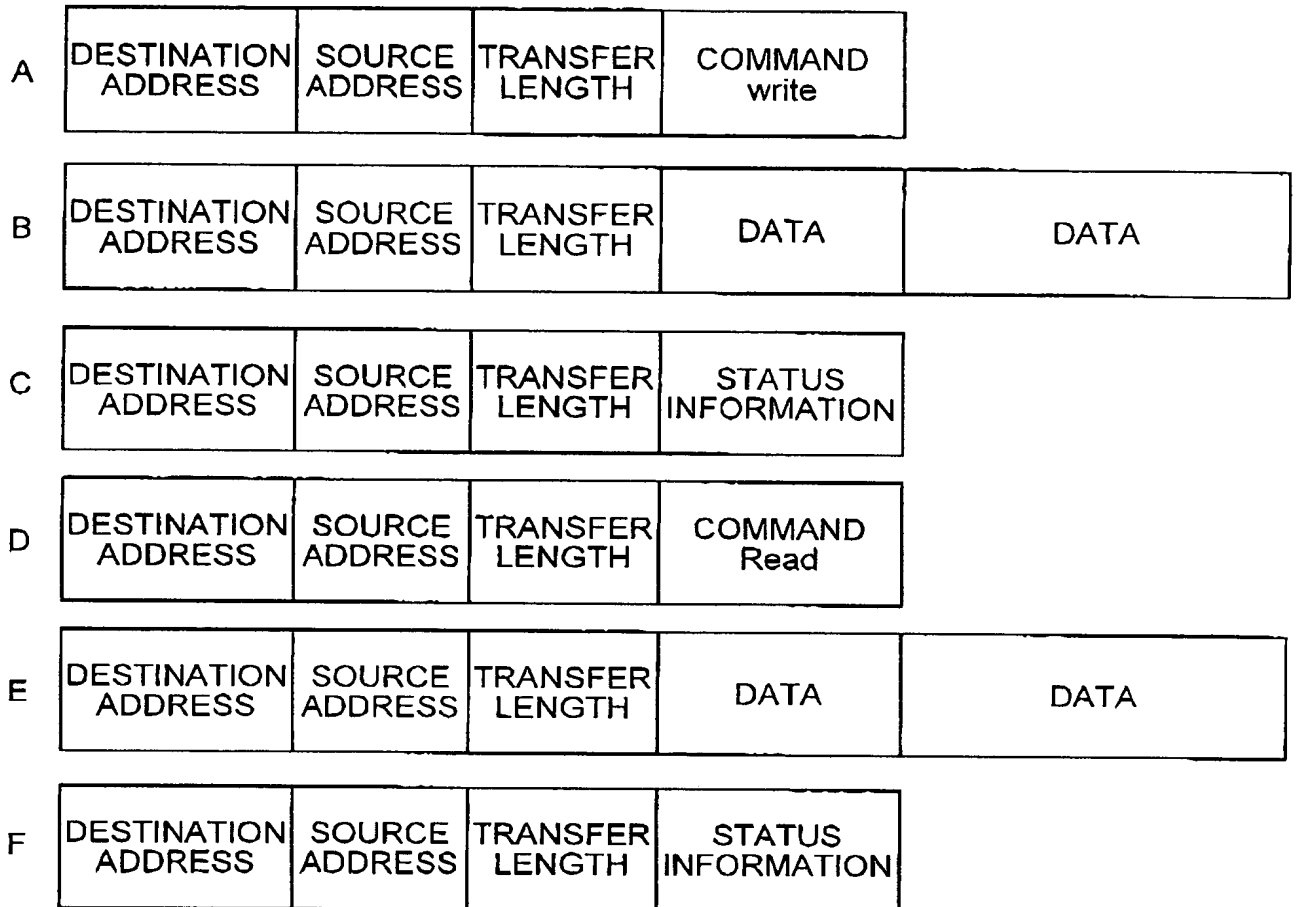 A
DESTINATION ADDRESS
SOURCE ADDRESS
TRANSFER LENGTH
COMMAND write
B
DESTINATION ADDRESS
SOURCE ADDRESS
TRANSFER LENGTH
DATA
DATA
C
DESTINATION ADDRESS
SOURCE ADDRESS
TRANSFER LENGTH
STATUS INFORMATION
D
DESTINATION ADDRESS
SOURCE ADDRESS
TRANSFER LENGTH
COMMAND Read
E
DESTINATION ADDRESS
SOURCE ADDRESS
TRANSFER LENGTH
DATA
DATA
F
DESTINATION ADDRESS
SOURCE ADDRESS
TRANSFER LENGTH
STATUS INFORMATION